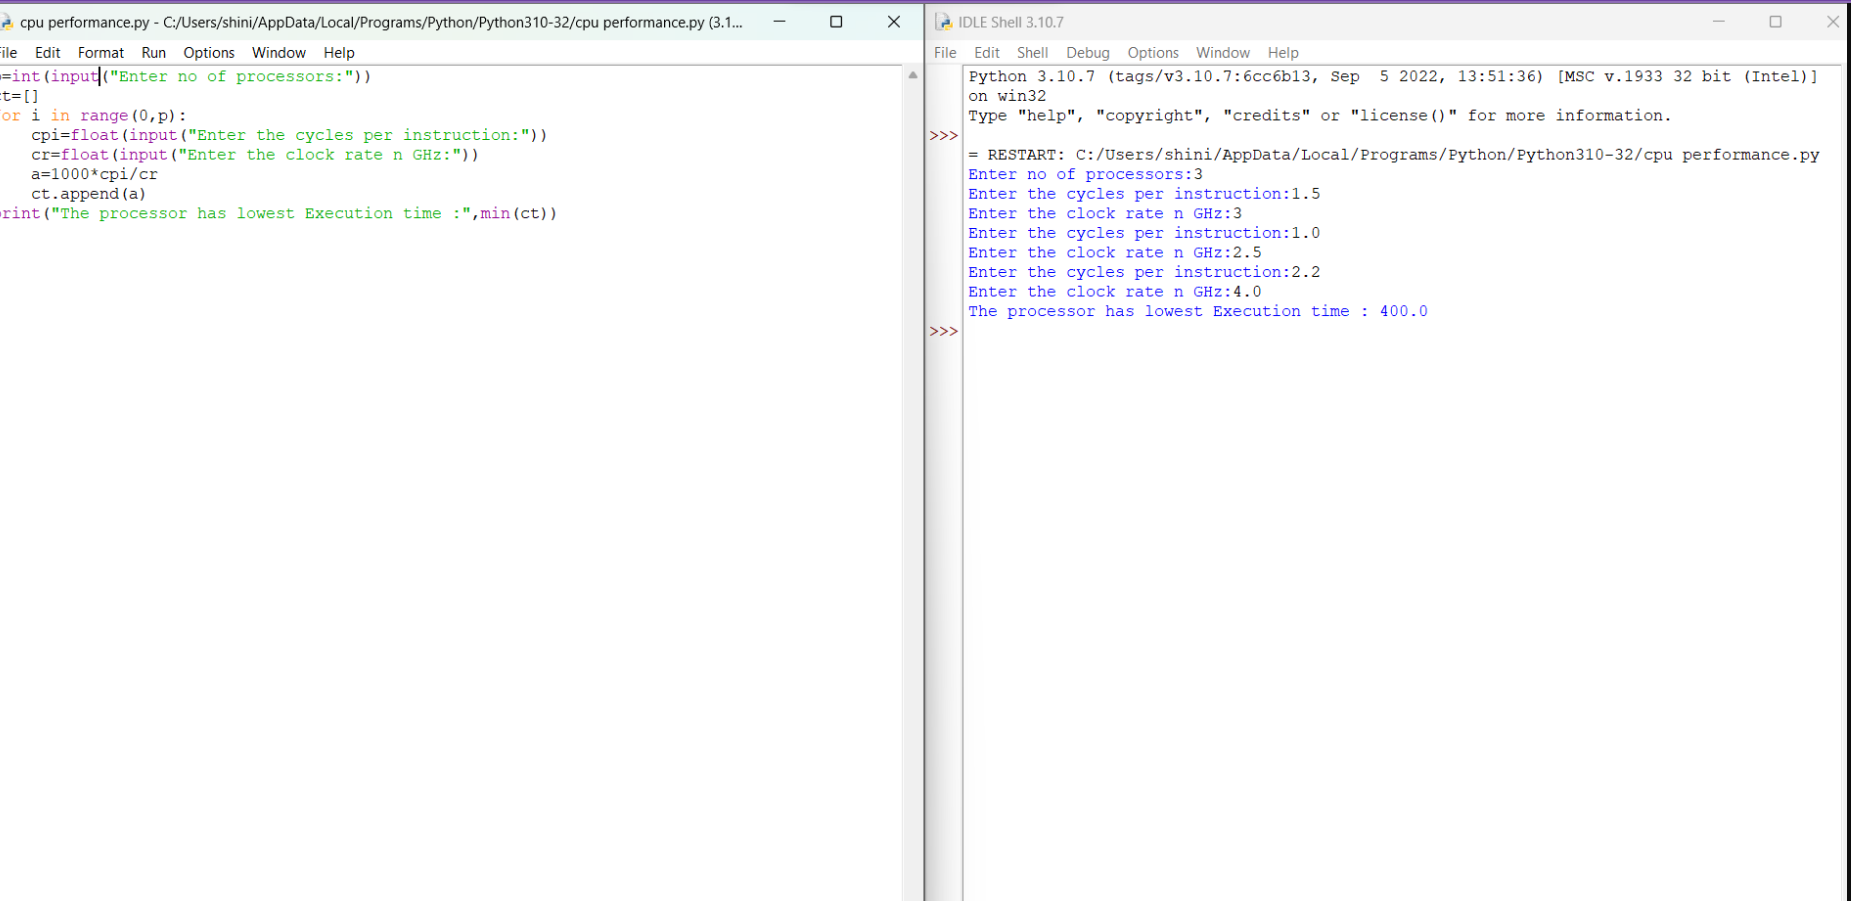 cpu performance.py - C:/Users/shini/AppData/Local/Programs/Python/Python310-32/cpu performance.py (3.1...
ile Edit Format Run Options Window Help
=int(input("Enter no of processors:"))
ct=[]
or i in range(0,p):
    cpi=float(input("Enter the cycles per instruction:"))
    cr=float(input("Enter the clock rate n GHz:"))
    a=1000*cpi/cr
    ct.append(a)
rint("The processor has lowest Execution time :",min(ct))
IDLE Shell 3.10.7
File Edit Shell Debug Options Window Help
Python 3.10.7 (tags/v3.10.7:6cc6b13, Sep  5 2022, 13:51:36) [MSC v.1933 32 bit (Intel)]
on win32
Type "help", "copyright", "credits" or "license()" for more information.
>>>
= RESTART: C:/Users/shini/AppData/Local/Programs/Python/Python310-32/cpu performance.py
Enter no of processors:3
Enter the cycles per instruction:1.5
Enter the clock rate n GHz:3
Enter the cycles per instruction:1.0
Enter the clock rate n GHz:2.5
Enter the cycles per instruction:2.2
Enter the clock rate n GHz:4.0
The processor has lowest Execution time : 400.0
>>>